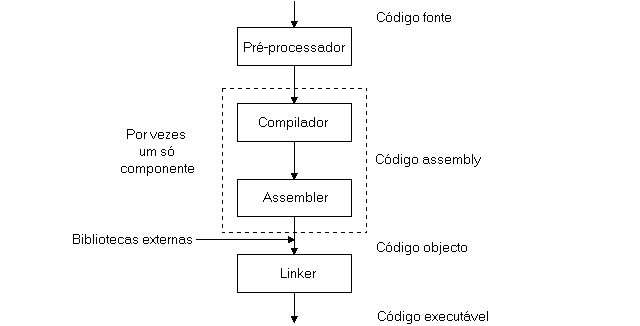 Código fonte
Pré-processador
Compilador
Por vezes
um só
componente
Código assembly
Assembler
Bibliotecas externas
Código objecto
Linker
Código executável